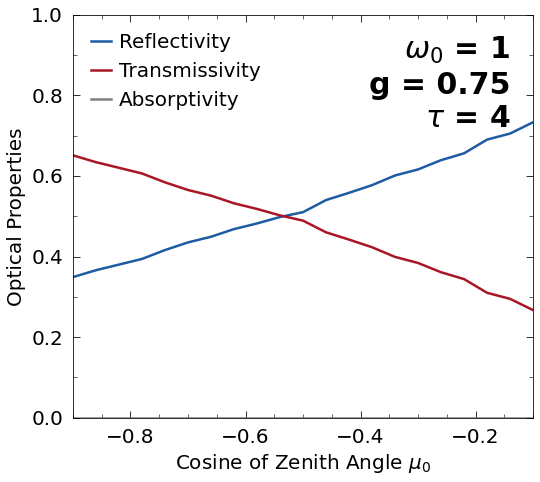 1.0
0.8
0.6
0.4
0.2
0.0
Optical Properties
Reflectivity
Transmissivity
Absorptivity
ω₀ = 1
g = 0.75
τ = 4
−0.8 −0.6 −0.4 −0.2
Cosine of Zenith Angle μ₀